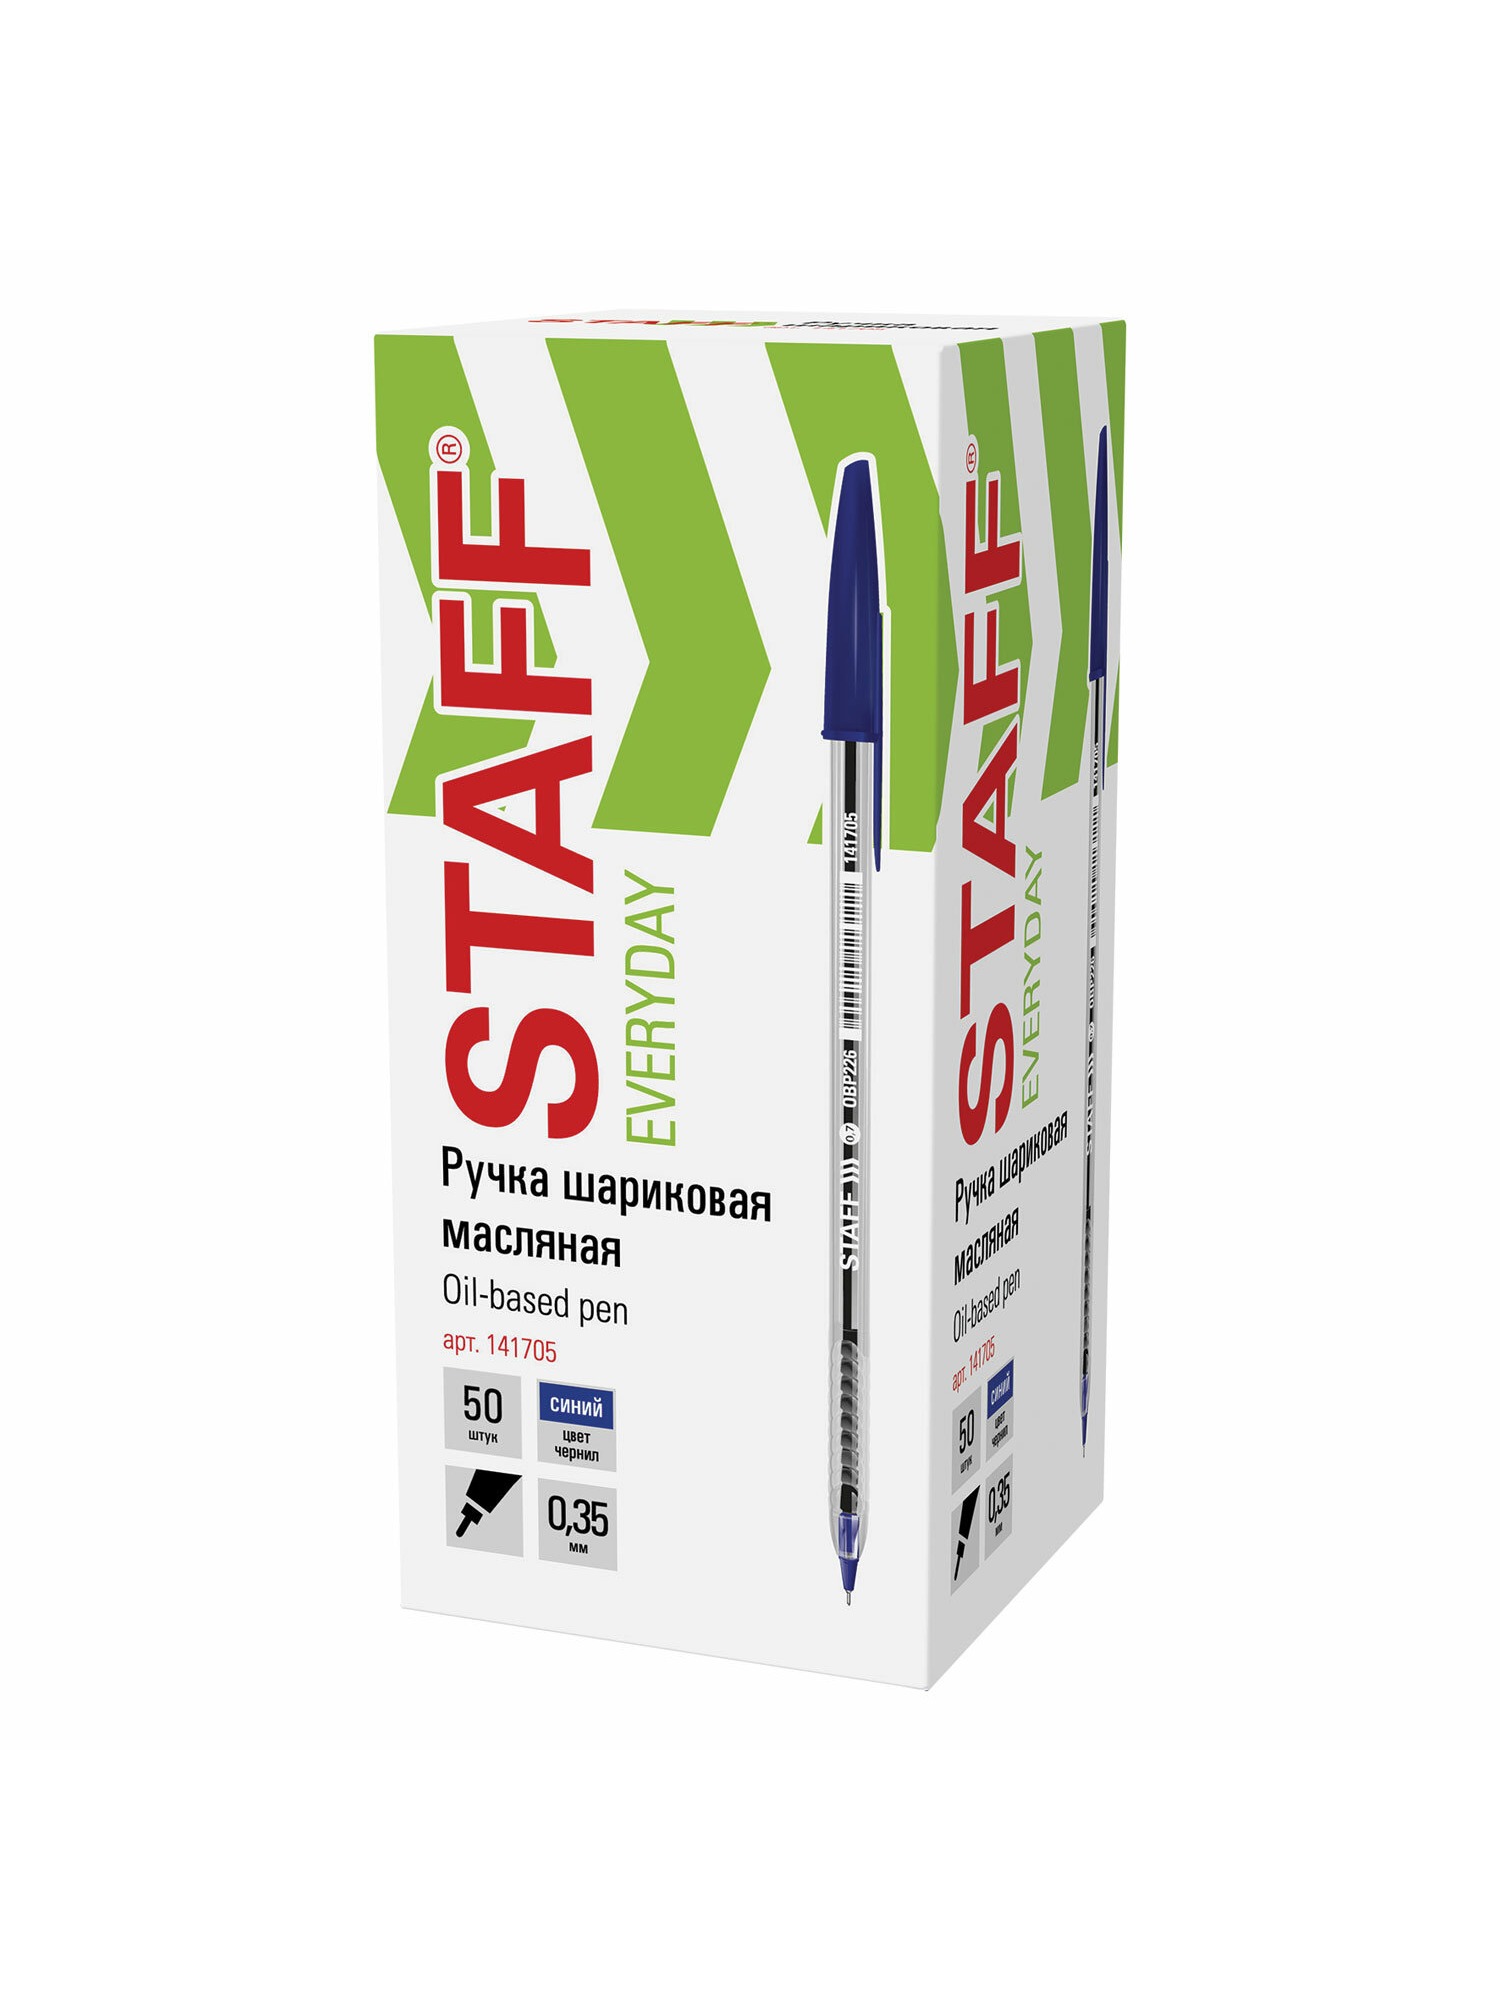 STAFF®
EVERYDAY
Ручка шариковая
масляная
Oil-based pen
арт. 141705
50
штук
синий
цвет
чернил
0,35
мм
STAFF ))) 0,7 OBP226 141705
STAFF®
EVERYDAY
Ручка шариковая
масляная
Oil-based pen
арт. 141705
50
штук
синий
цвет
чернил
0,35
мм